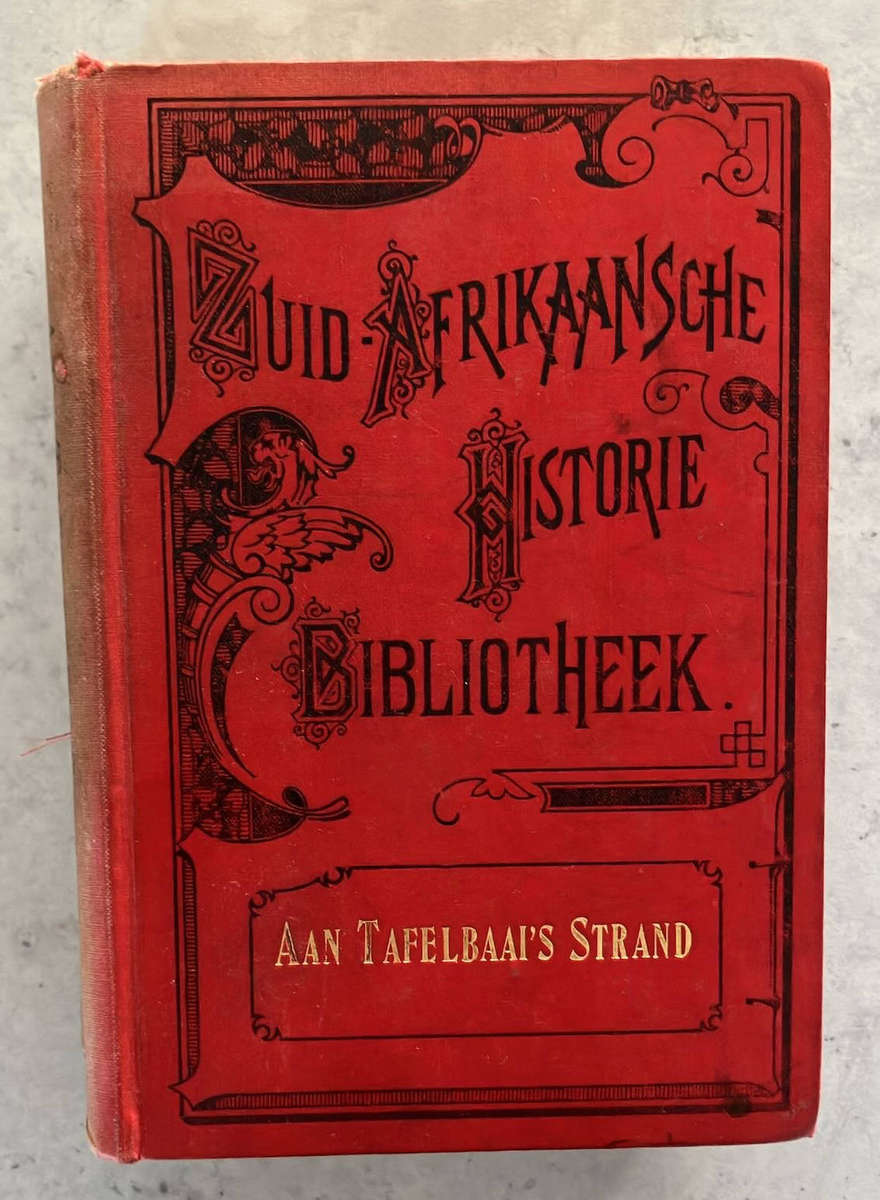 Zuid-Afrikaansche
Historie
Bibliotheek.
Aan Tafelbaai's Strand